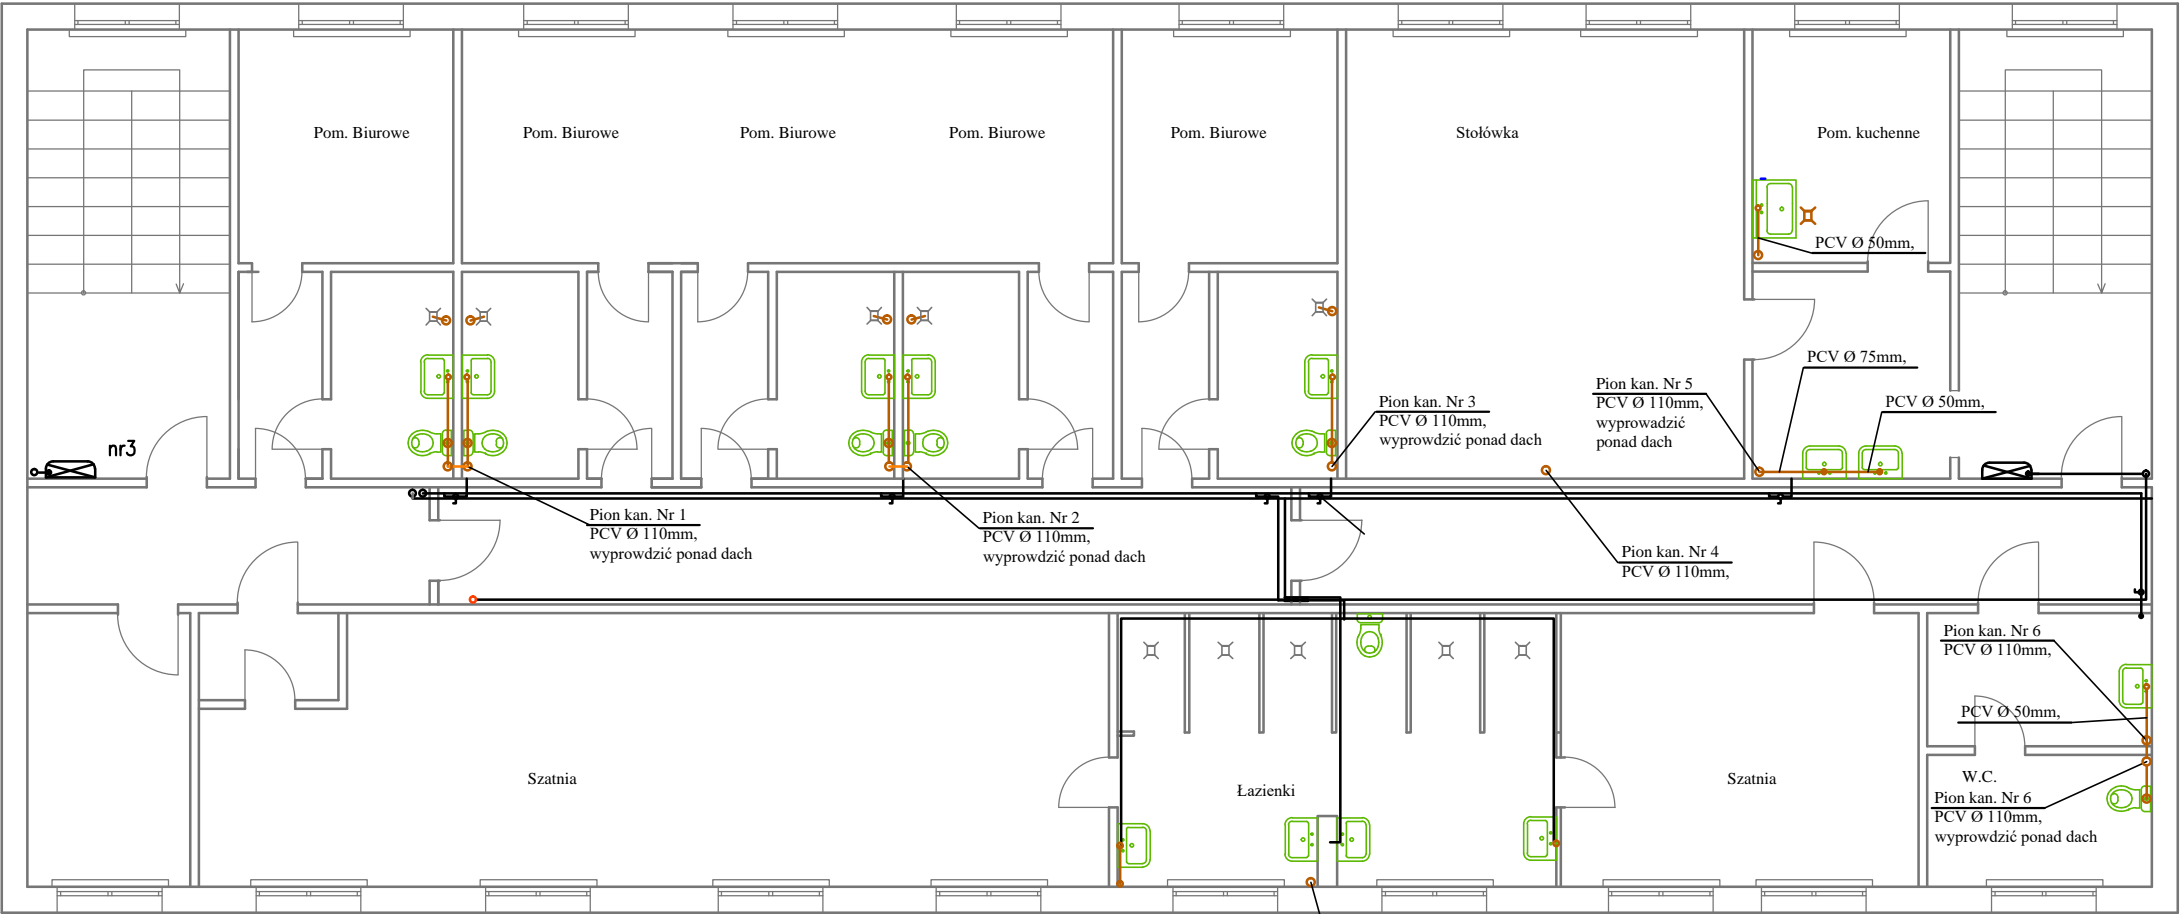 Pom. Biurowe
Pom. Biurowe
Pom. Biurowe
Pom. Biurowe
Pom. Biurowe
Stołówka
Pom. kuchenne
PCV Ø 50mm,
PCV Ø 75mm,
PCV Ø 50mm,
Pion kan. Nr 5
PCV Ø 110mm,
wyprowadzić
ponad dach
Pion kan. Nr 3
PCV Ø 110mm,
wyprowdzić ponad dach
nr3
Pion kan. Nr 1
PCV Ø 110mm,
wyprowdzić ponad dach
Pion kan. Nr 2
PCV Ø 110mm,
wyprowdzić ponad dach
Pion kan. Nr 4
PCV Ø 110mm,
Pion kan. Nr 6
PCV Ø 110mm,
PCV Ø 50mm,
Szatnia
Łazienki
Szatnia
W.C.
Pion kan. Nr 6
PCV Ø 110mm,
wyprowdzić ponad dach